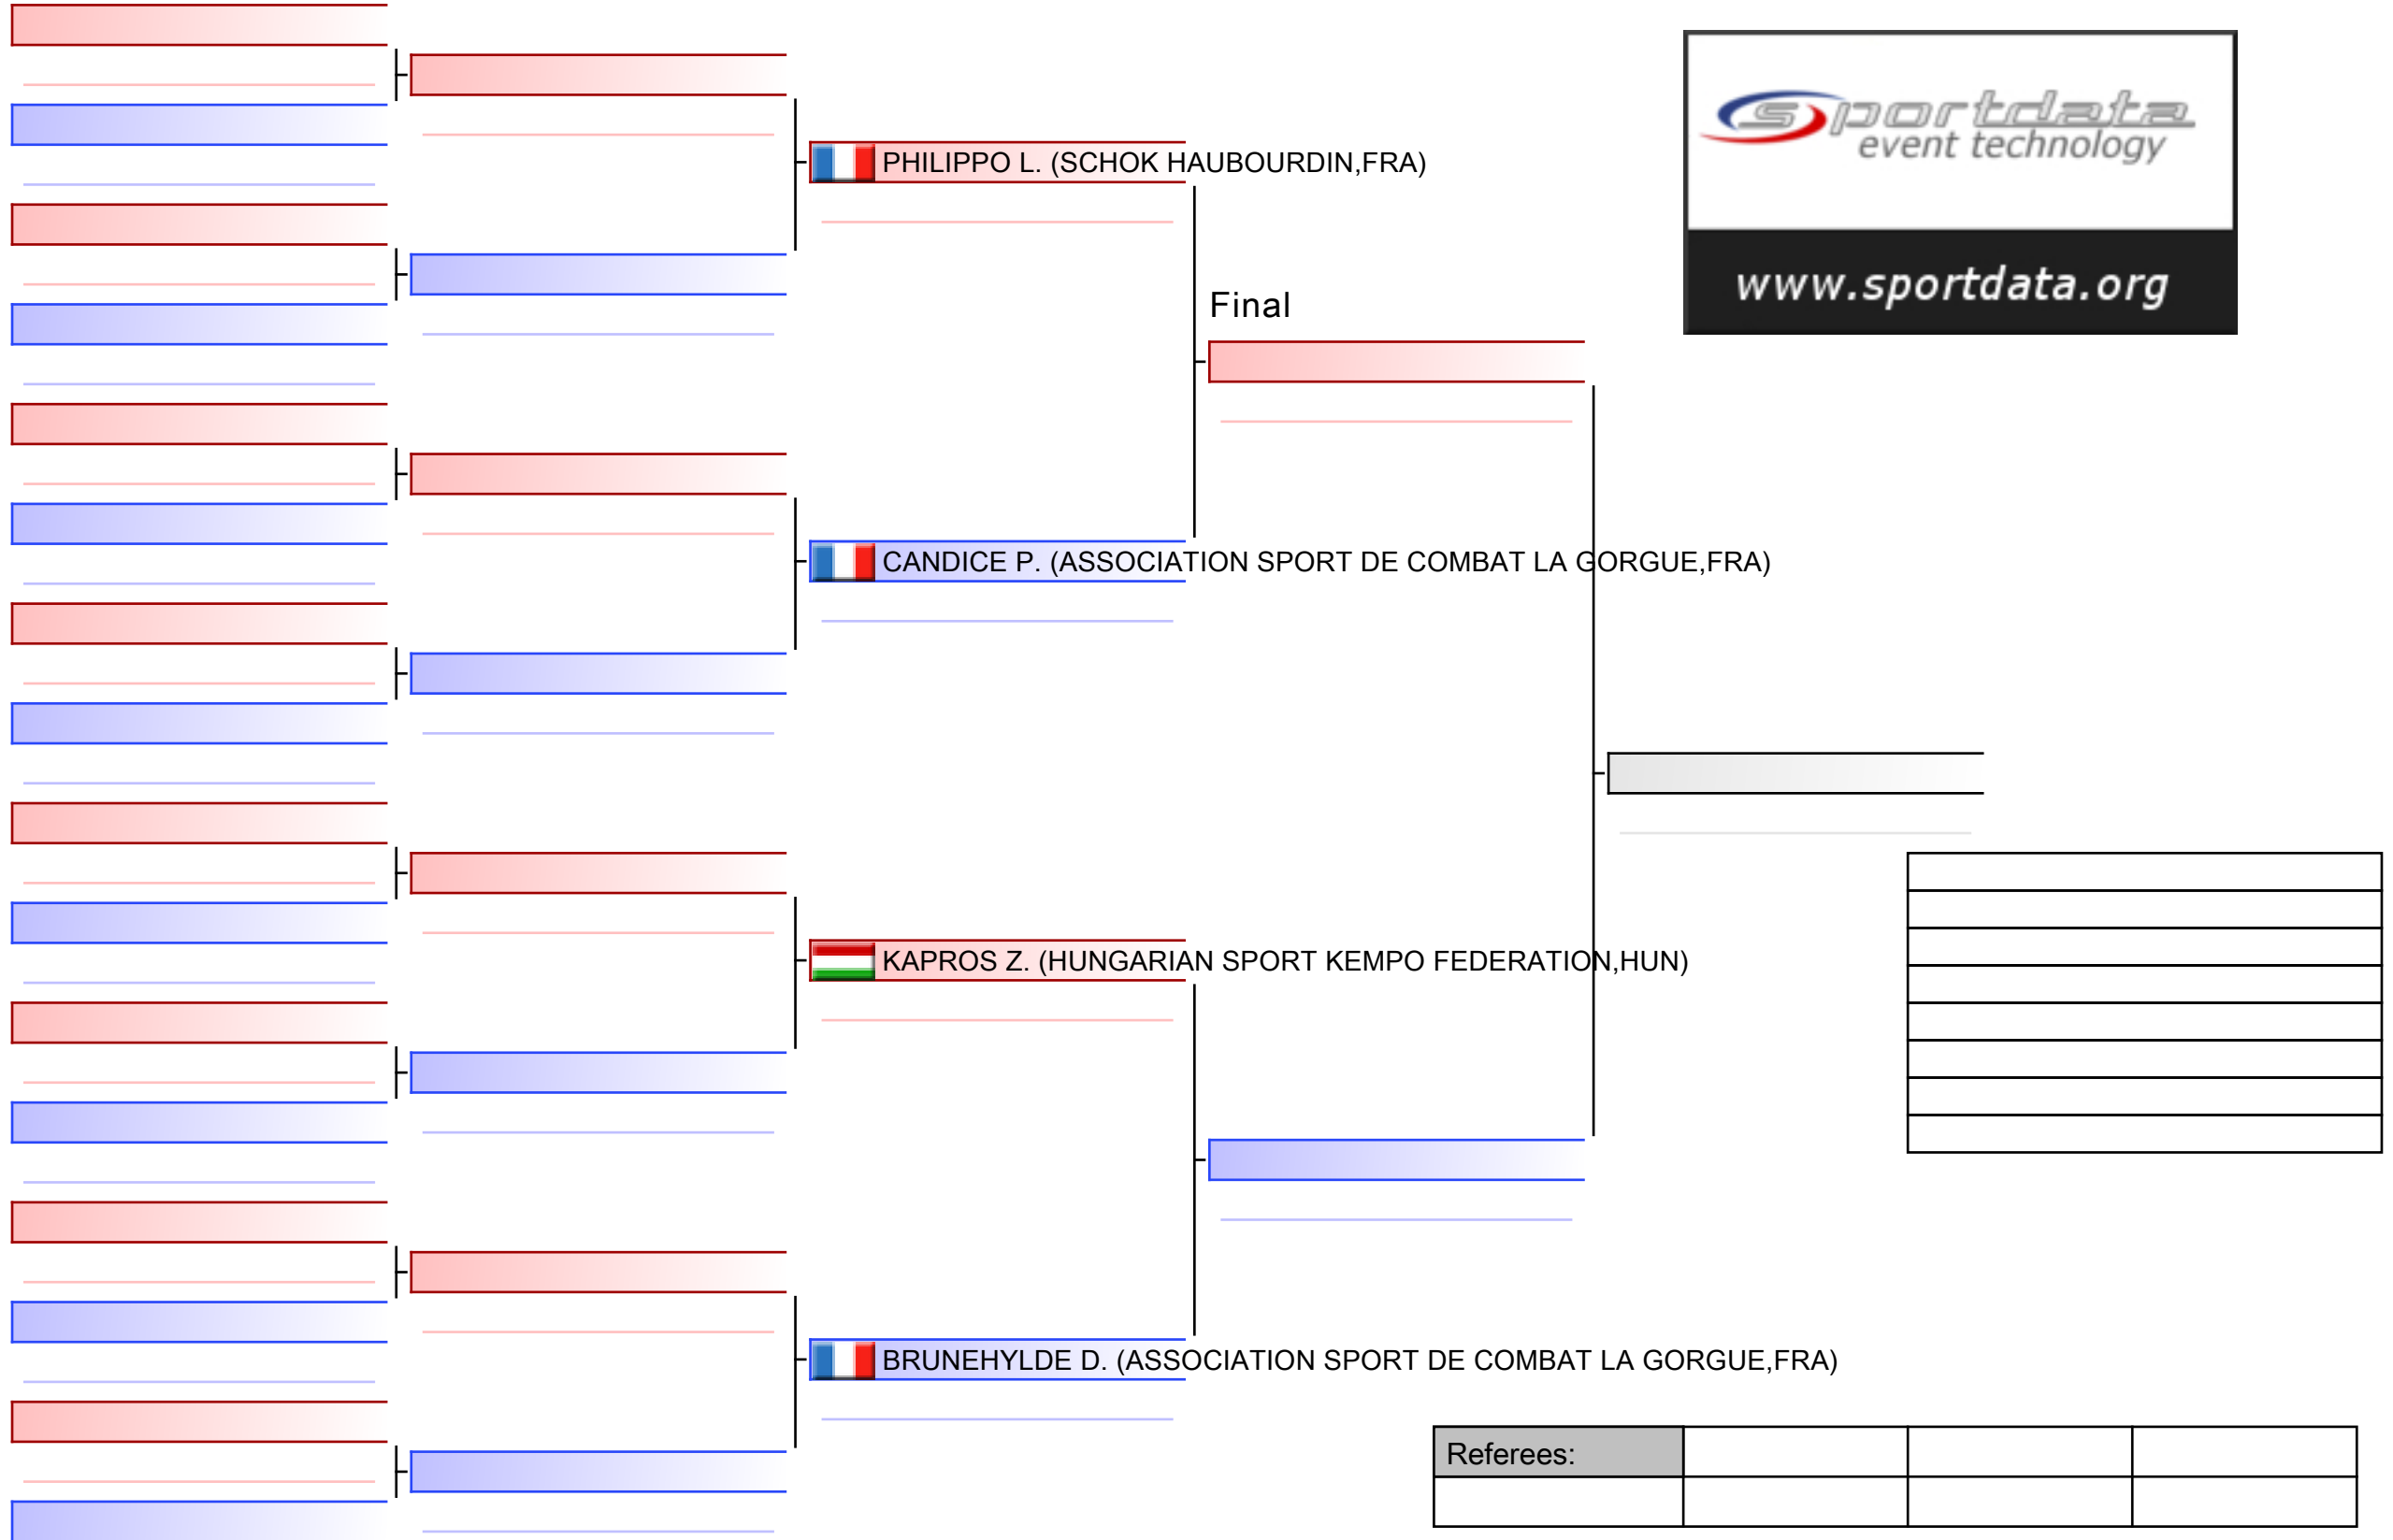 sportdata
event technology
www.sportdata.org
PHILIPPO L. (SCHOK HAUBOURDIN,FRA)
Final
CANDICE P. (ASSOCIATION SPORT DE COMBAT LA GORGUE,FRA)
KAPROS Z. (HUNGARIAN SPORT KEMPO FEDERATION,HUN)
BRUNEHYLDE D. (ASSOCIATION SPORT DE COMBAT LA GORGUE,FRA)
Referees: